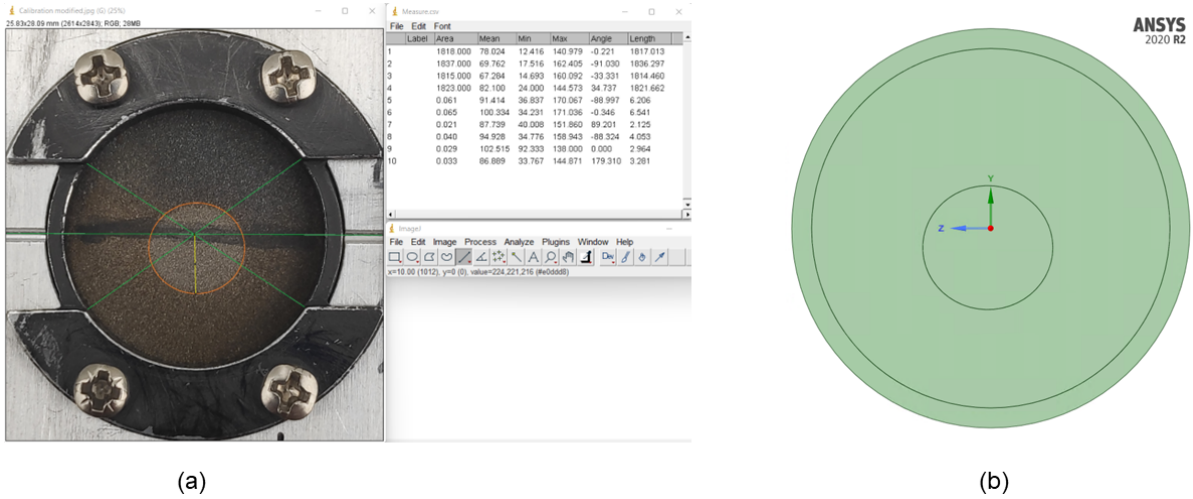 Calibration modified.jpg (G) (25%)
25.83x28.09 mm (2614x2843); RGB; 28MB
Measure.csv
File Edit Font
Label Area Mean Min Max Angle Length
1 1818.000 78.024 12.416 140.979 -0.221 1817.013
2 1837.000 69.762 17.516 162.405 -91.030 1836.297
3 1815.000 67.284 14.693 160.092 -33.331 1814.460
4 1823.000 82.100 24.000 144.573 34.737 1821.662
5 0.061 91.414 36.837 170.067 -88.997 6.206
6 0.065 100.334 34.231 171.036 -0.346 6.541
7 0.021 87.739 40.008 151.860 89.201 2.125
8 0.040 94.928 34.776 158.943 -88.324 4.053
9 0.029 102.515 92.333 138.000 0.000 2.964
10 0.033 86.889 33.767 144.871 179.310 3.281
ImageJ
File Edit Image Process Analyze Plugins Window Help
A Dev
x=10.00 (1012), y=0 (0), value=224,221,216 (#e0ddd8)
ANSYS
2020 R2
Y
Z
(a)
(b)